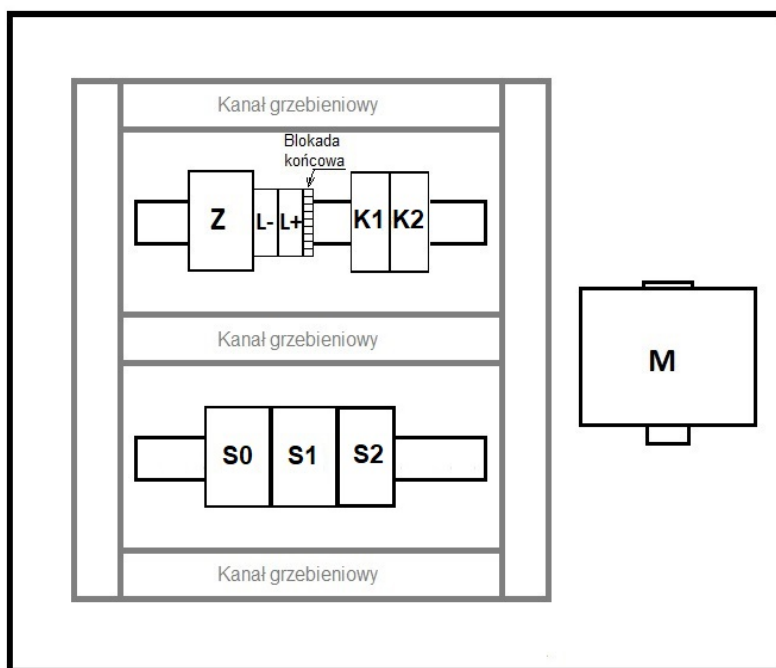 Kanał grzebieniowy
Blokada
końcowa
Z
L-
L+
K1
K2
Kanał grzebieniowy
M
S0
S1
S2
Kanał grzebieniowy